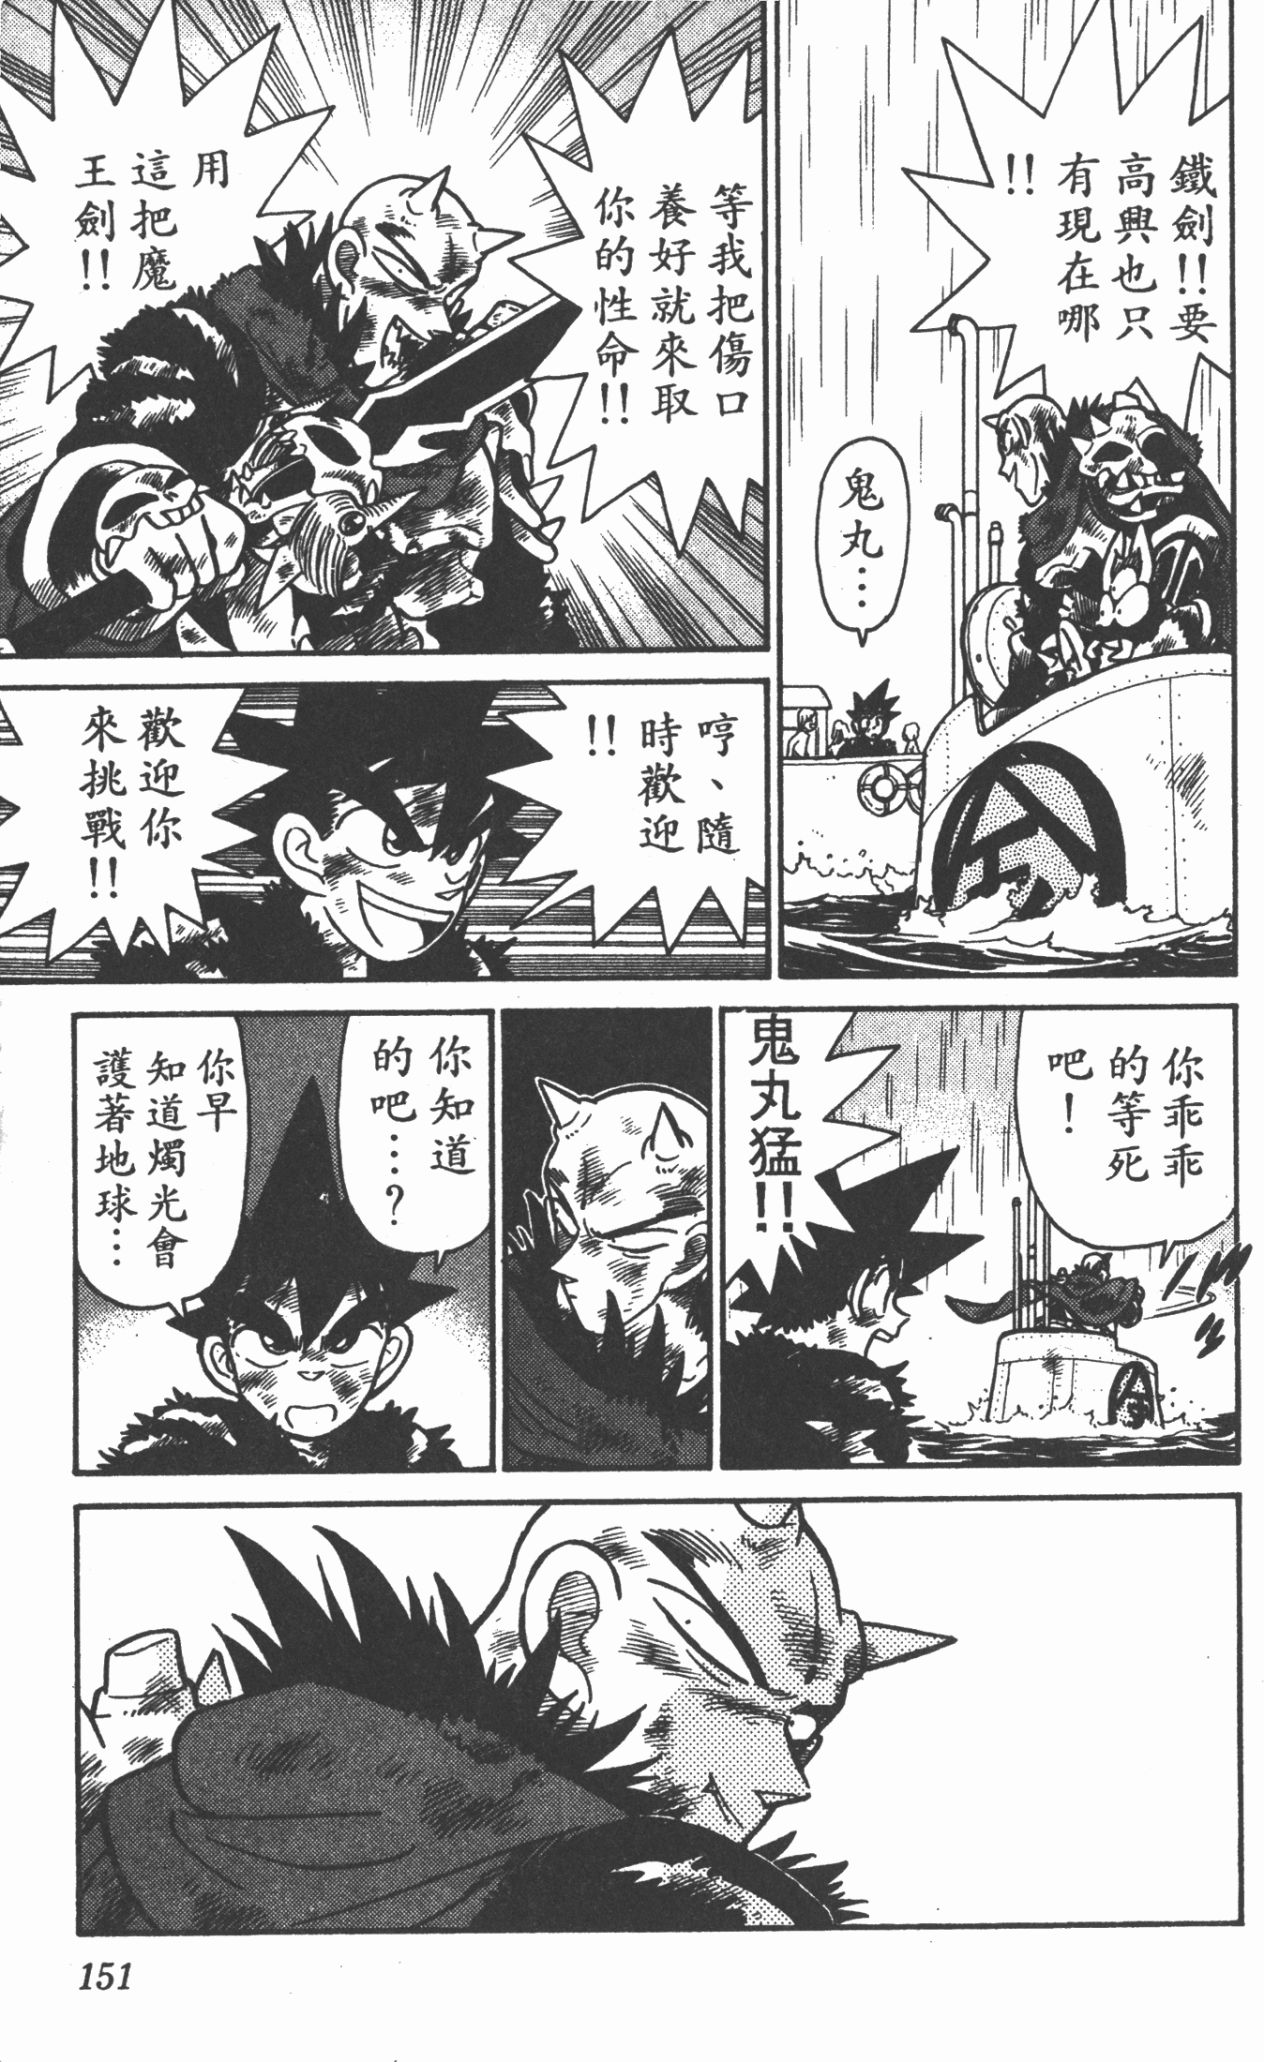 鐵劍!!要
高興也只
有現在哪
!!
鬼丸…
等我把傷口
養好就來取
你的性命!!
用
這把魔
王劍!!
哼、隨
時歡迎
!!
歡迎你
來挑戰!!
你乖乖
的等死
吧！
鬼丸猛!!
你知道
的吧…?
你早
知道燭光會
護著地球…
151